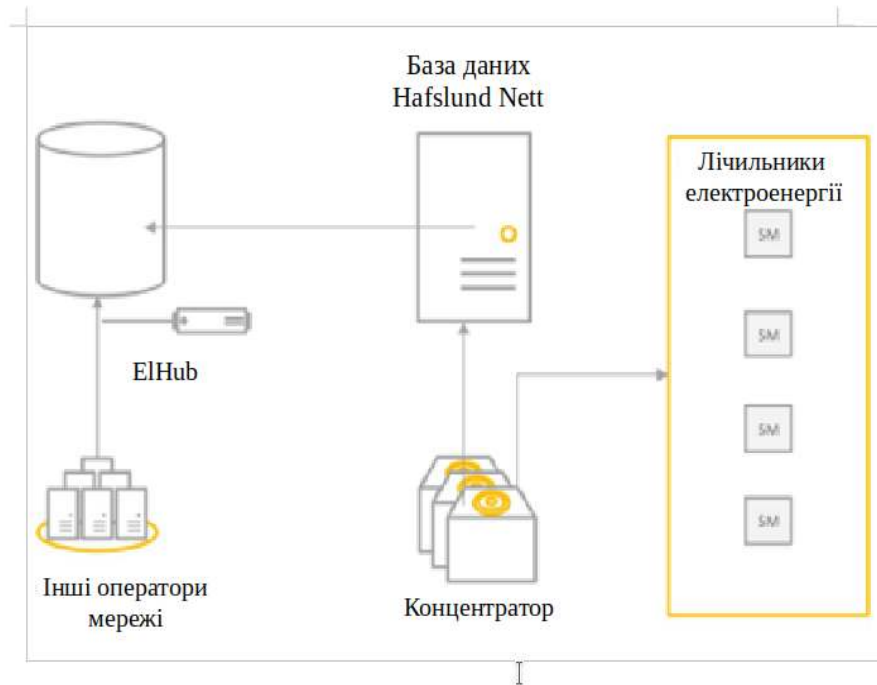 База даних
Hafslund Nett
Лічильники
електроенергії
SM
SM
SM
SM
ElHub
Інші оператори
мережі
Концентратор